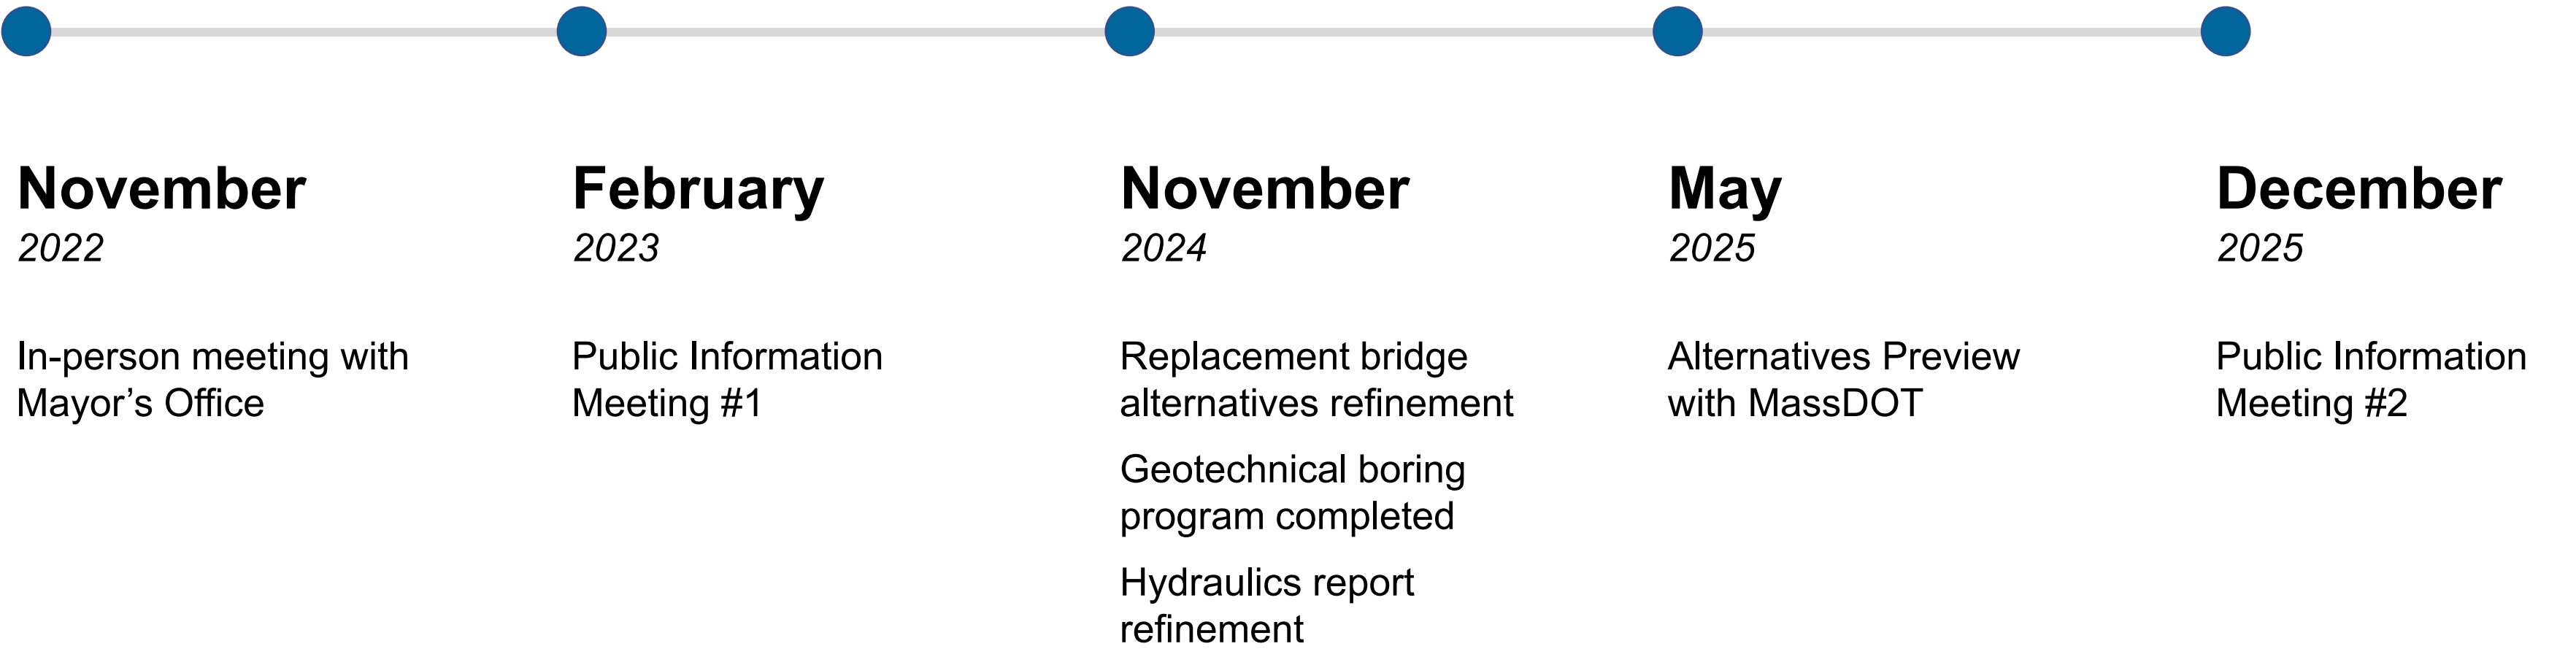 November
2022
In-person meeting with
Mayor’s Office
February
2023
Public Information
Meeting #1
November
2024
Replacement bridge
alternatives refinement
Geotechnical boring
program completed
Hydraulics report
refinement
May
2025
Alternatives Preview
with MassDOT
December
2025
Public Information
Meeting #2